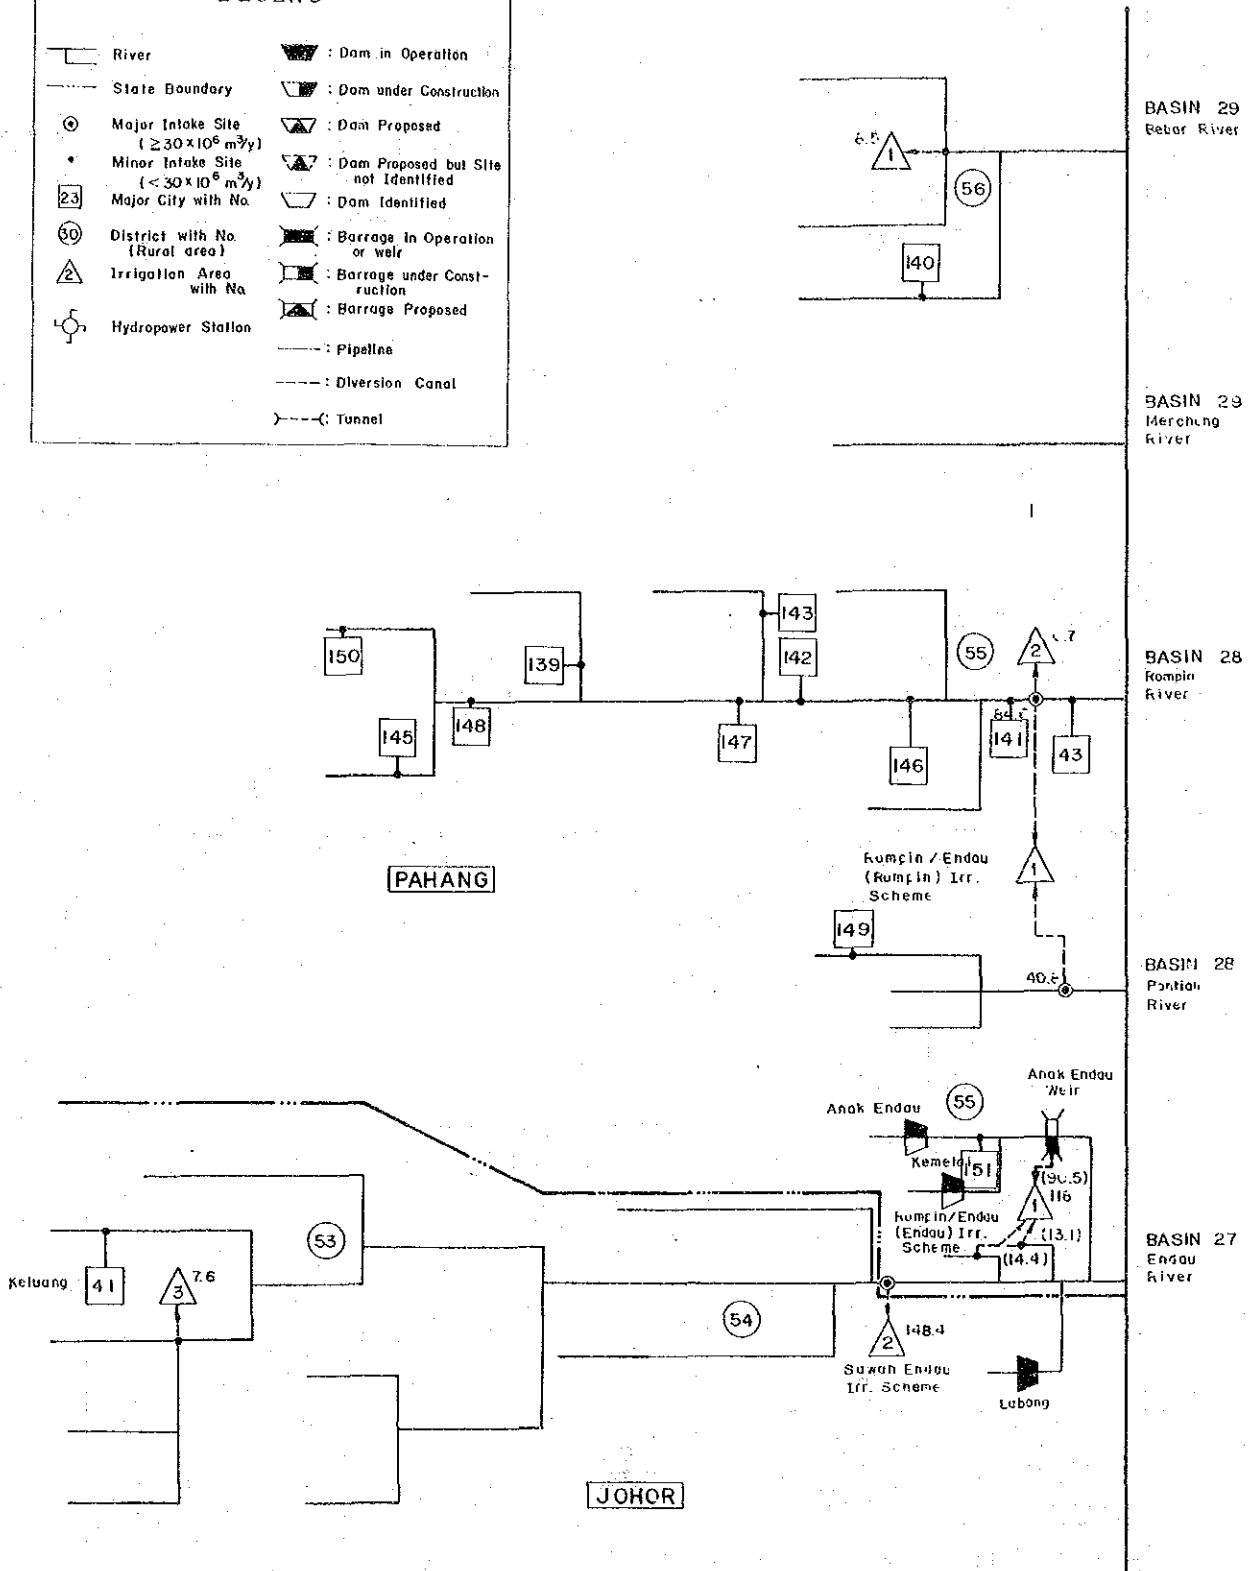 River
State Boundary
Major Intake Site
(≥30×10⁶ m³/y)
Minor Intake Site
(<30×10⁶ m³/y)
23
Major City with No.
30
District with No.
(Rural area)
2
Irrigation Area
with No.
Hydropower Station
: Dam in Operation
: Dam under Construction
: Dam Proposed
: Dam Proposed but Site
not Identified
: Dam Identified
: Barrage in Operation
or weir
: Barrage under Const-
ruction
: Barrage Proposed
: Pipeline
: Diversion Canal
: Tunnel
BASIN 29
Bebar River
6.5
1
56
140
BASIN 29
Merchung
River
143
55
2
150
139
142
BASIN 28
Rompin
River
145
148
147
146
141
43
PAHANG
Rompin / Endau
(Rompin) Irr.
Scheme
1
149
BASIN 28
Pontian
River
Anak Endau
Weir
Anak Endau
55
Kemelai
151
(90.5)
116
1
Rompin/Endau
(Endau) Irr.
Scheme
(13.1)
(14.4)
BASIN 27
Endau
River
53
Keluang
41
3
7.6
54
2
148.4
Sawah Endau
Irr. Scheme
Labong
JOHOR